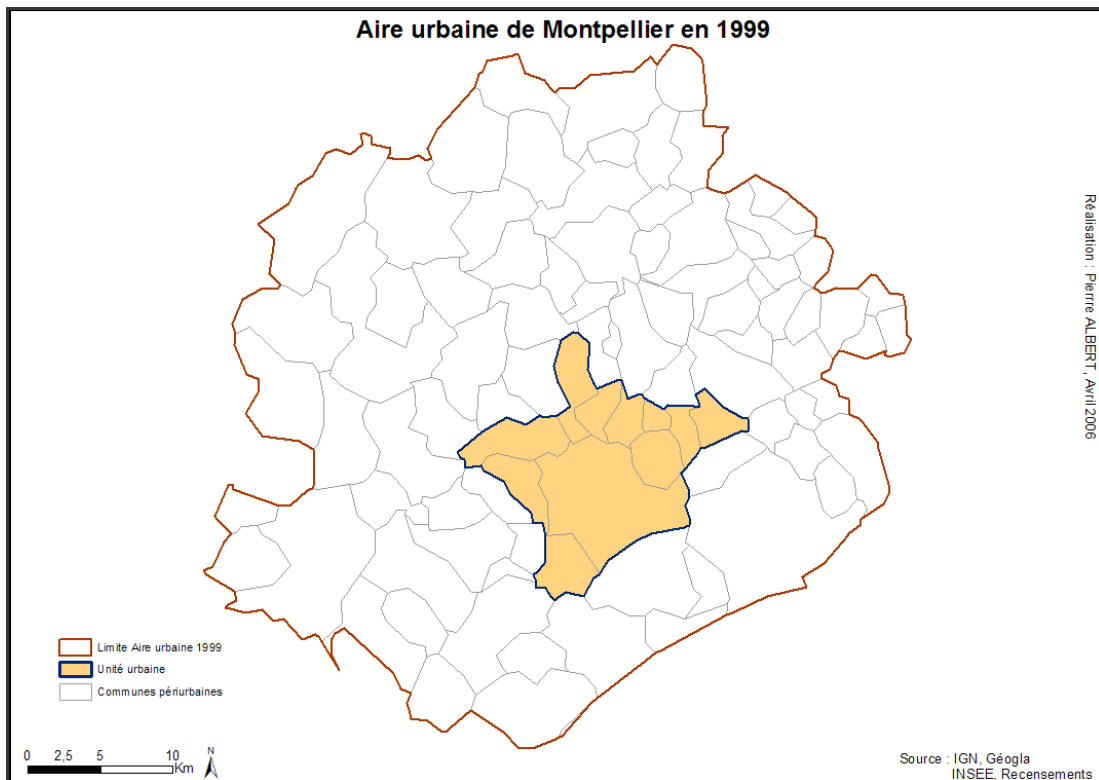 Aire urbaine de Montpellier en 1999
Réalisation : Pierrre ALBERT, Avril 2006
Limite Aire urbaine 1999
Unité urbaine
Communes périurbaines
0 2,5 5 10
Km
N
Source : IGN, Géogla
INSEE, Recensements